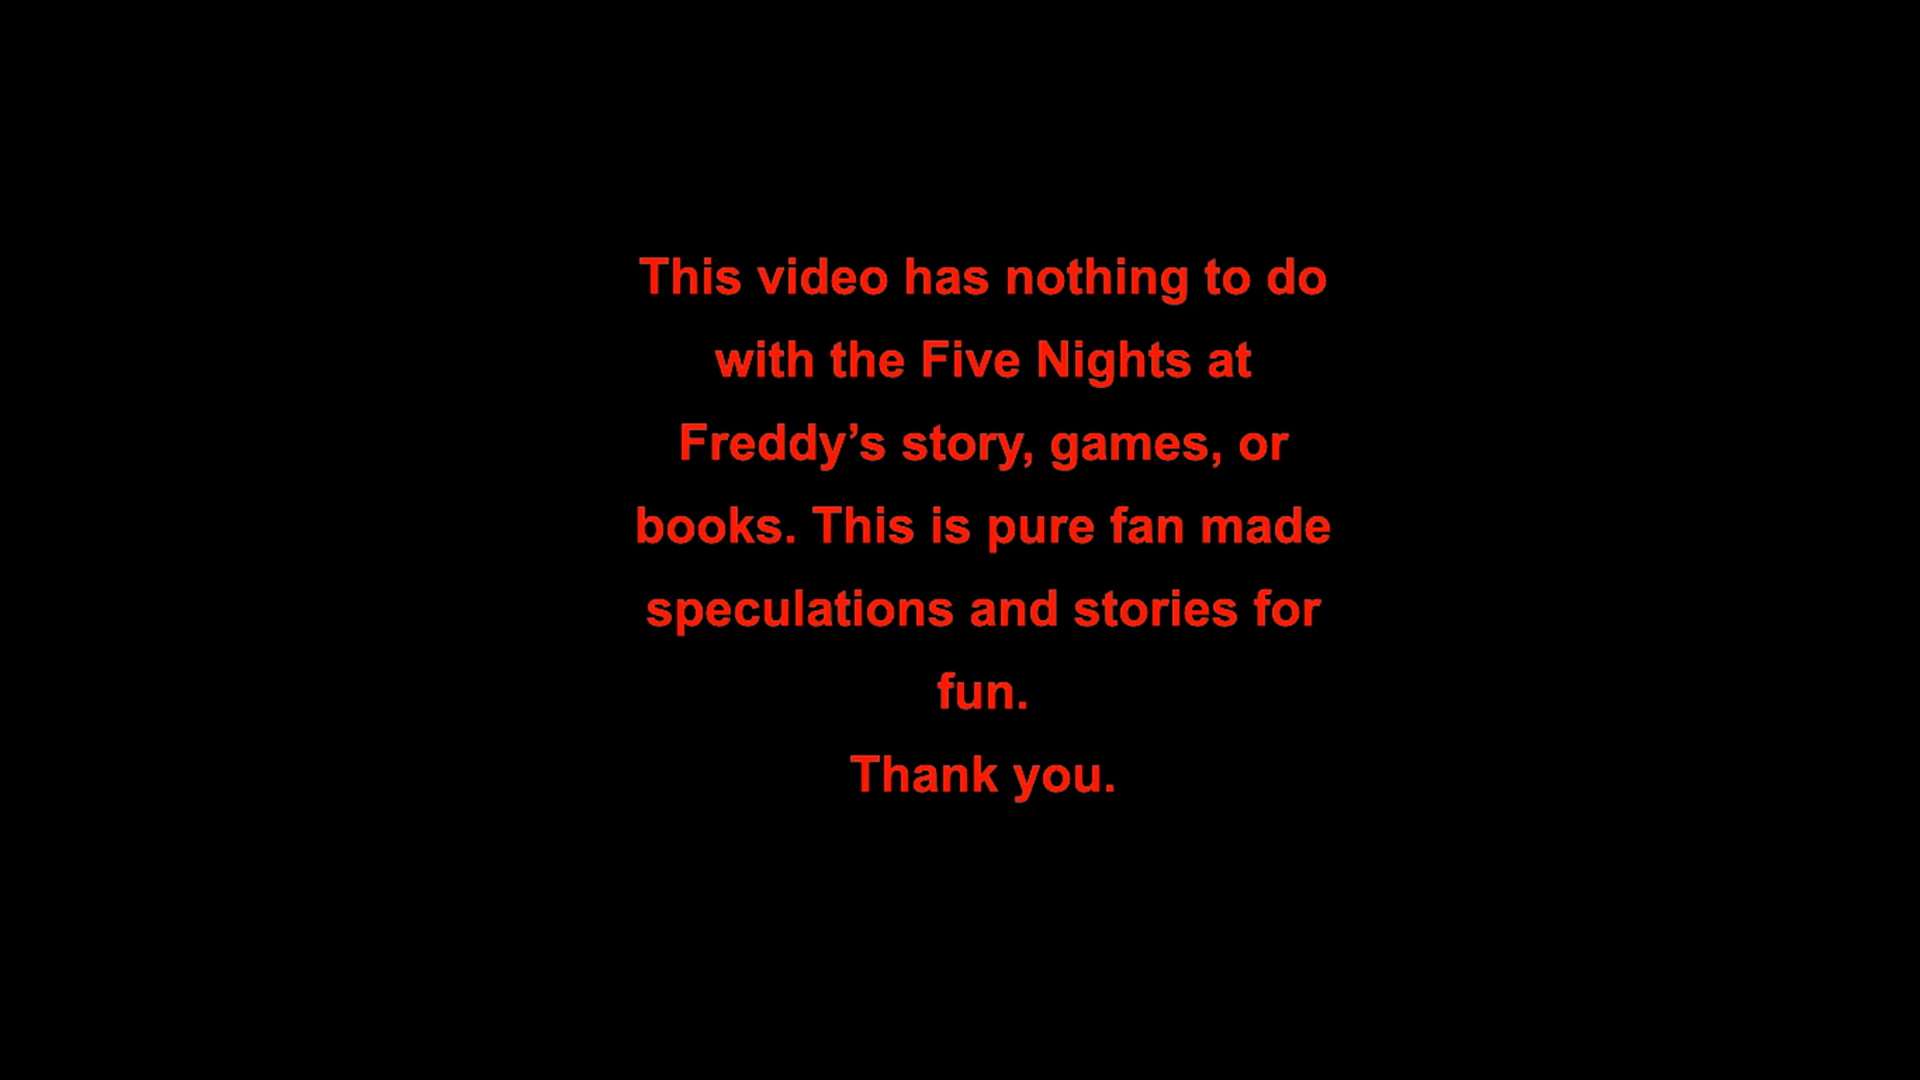 This video has nothing to do
with the Five Nights at
Freddy’s story, games, or
books. This is pure fan made
speculations and stories for
fun.
Thank you.